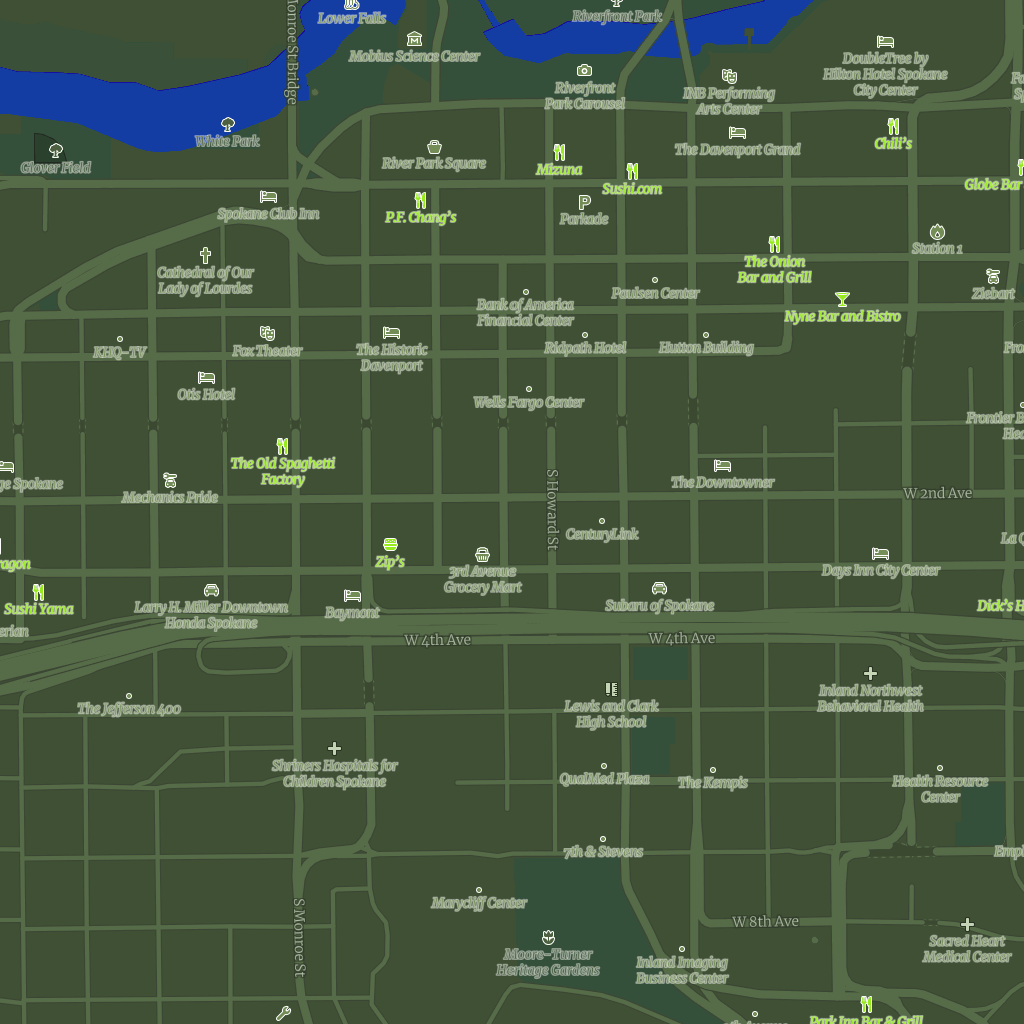 Monroe St Bridge
Lower Falls
Riverfront Park
Mobius Science Center
DoubleTree by
Hilton Hotel Spokane
City Center
Riverfront
Park Carousel
INB Performing
Arts Center
White Park
Glover Field
River Park Square
Mizuna
The Davenport Grand
Chili's
Sushi.com
Globe Bar
Spokane Club Inn
P.F. Chang's
Parkade
Station 1
Cathedral of Our
Lady of Lourdes
The Onion
Bar and Grill
Paulsen Center
Ziebart
Bank of America
Financial Center
Nyne Bar and Bistro
KHQ-TV
Fox Theater
The Historic
Davenport
Ridpath Hotel
Hutton Building
Otis Hotel
Wells Fargo Center
Frontier B
The Old Spaghetti
Factory
ge Spokane
Mechanics Pride
The Downtowner
W 2nd Ave
S Howard St
CenturyLink
Zip's
3rd Avenue
Grocery Mart
Days Inn City Center
Sushi Yama
Larry H. Miller Downtown
Honda Spokane
Baymont
Subaru of Spokane
Dick's H
erian
W 4th Ave
W 4th Ave
The Jefferson 400
Lewis and Clark
High School
Inland Northwest
Behavioral Health
Shriners Hospitals for
Children Spokane
QualMed Plaza
The Kempis
Health Resource
Center
7th & Stevens
Empi
Marycliff Center
S Monroe St
W 8th Ave
Moore-Turner
Heritage Gardens
Inland Imaging
Business Center
Sacred Heart
Medical Center
Park Inn Bar & Grill